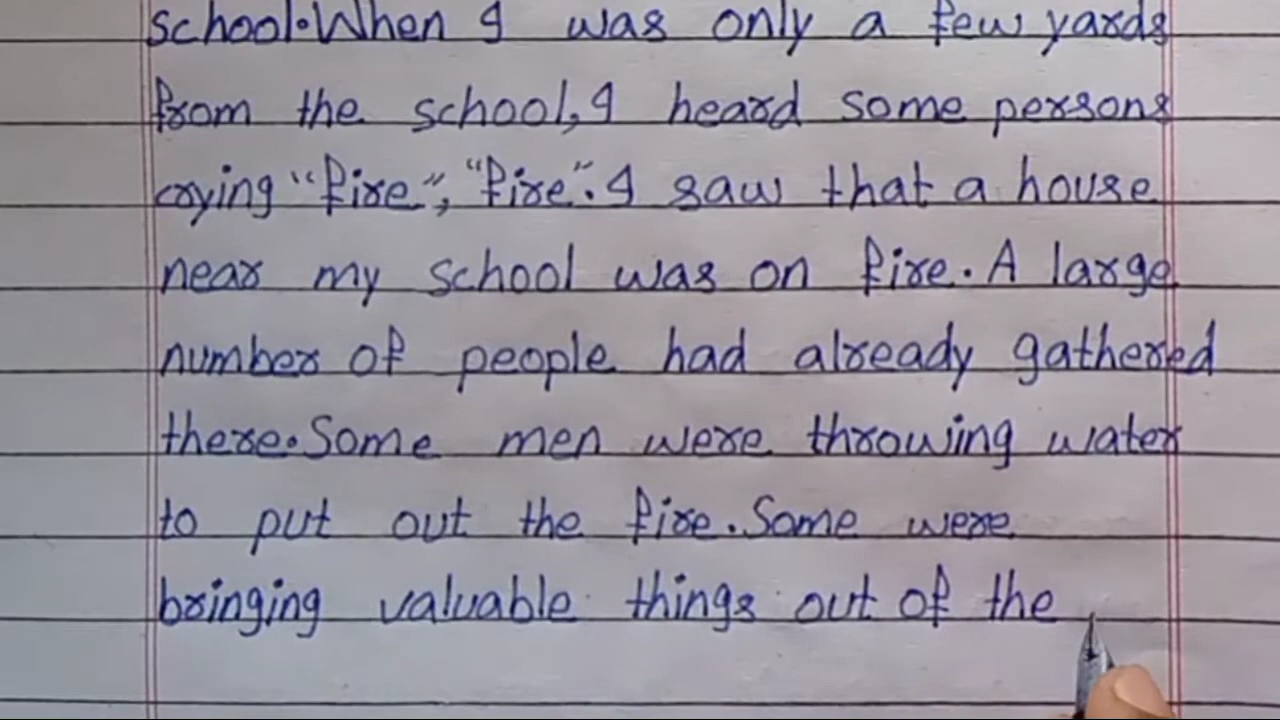 school. When I was only a few yards
from the school, I heard some persons
crying "fire", "fire". I saw that a house
near my school was on fire. A large
number of people had already gathered
there. Some men were throwing water
to put out the fire. Some were
bringing valuable things out of the